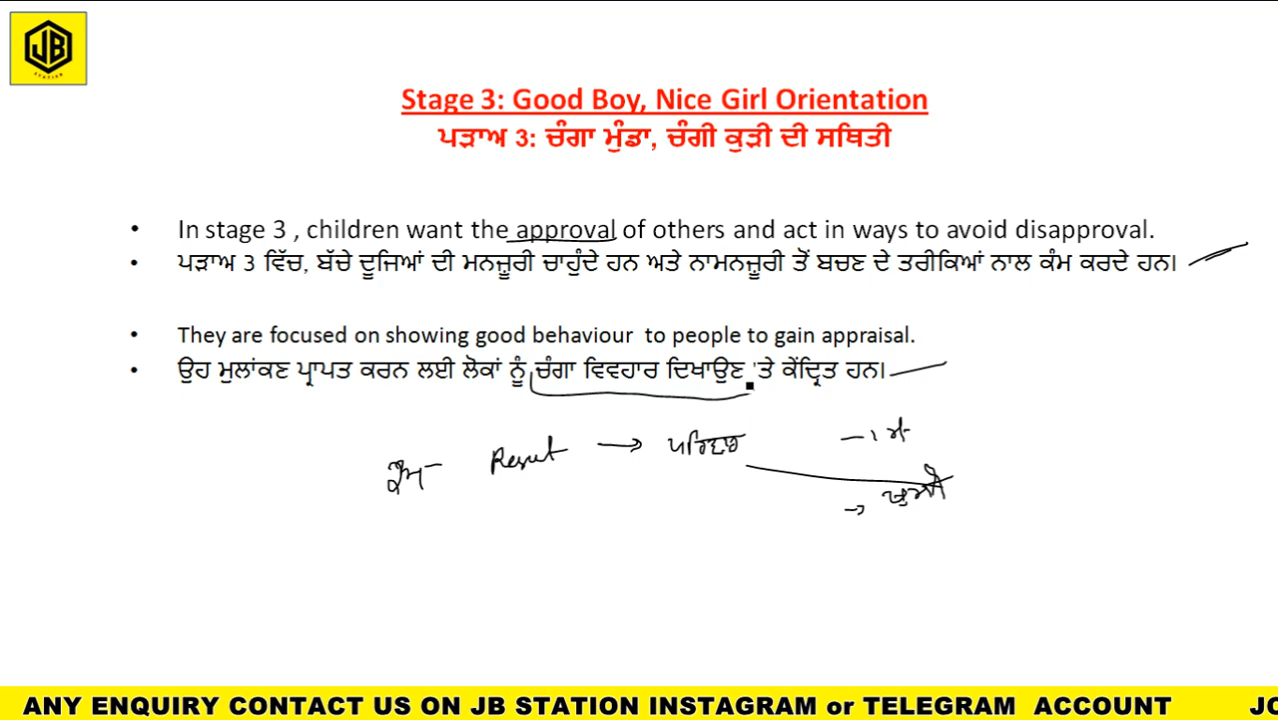 JB
STATION
Stage 3: Good Boy, Nice Girl Orientation
ਪੜਾਅ 3: ਚੰਗਾ ਮੁੰਡਾ, ਚੰਗੀ ਕੁੜੀ ਦੀ ਸਥਿਤੀ
• In stage 3 , children want the approval of others and act in ways to avoid disapproval.
• ਪੜਾਅ 3 ਵਿੱਚ, ਬੱਚੇ ਦੂਜਿਆਂ ਦੀ ਮਨਜ਼ੂਰੀ ਚਾਹੁੰਦੇ ਹਨ ਅਤੇ ਨਾਮਨਜ਼ੂਰੀ ਤੋਂ ਬਚਣ ਦੇ ਤਰੀਕਿਆਂ ਨਾਲ ਕੰਮ ਕਰਦੇ ਹਨ।
• They are focused on showing good behaviour to people to gain appraisal.
• ਉਹ ਮੁਲਾਂਕਣ ਪ੍ਰਾਪਤ ਕਰਨ ਲਈ ਲੋਕਾਂ ਨੂੰ ਚੰਗਾ ਵਿਵਹਾਰ ਦਿਖਾਉਣ 'ਤੇ ਕੇਂਦ੍ਰਿਤ ਹਨ।
→
ANY ENQUIRY CONTACT US ON JB STATION INSTAGRAM or TELEGRAM ACCOUNT JO